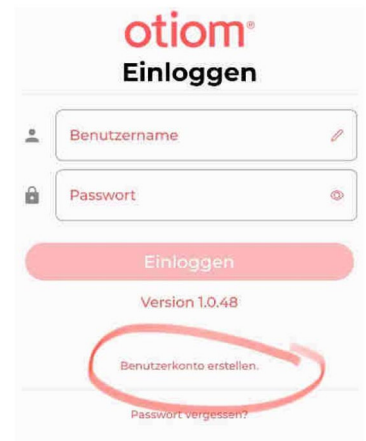 otiom®
Einloggen
Benutzername
Passwort
Einloggen
Version 1.0.48
Benutzerkonto erstellen.
Passwort vergessen?